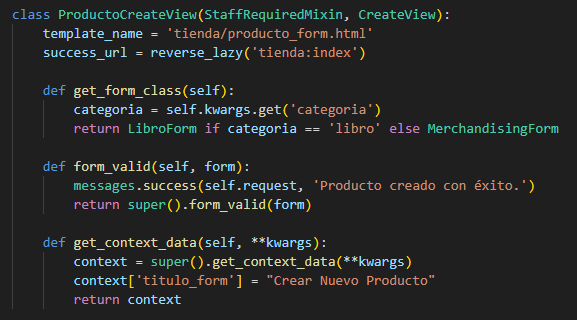 class ProductoCreateView(StaffRequiredMixin, CreateView):
    template_name = 'tienda/producto_form.html'
    success_url = reverse_lazy('tienda:index')

    def get_form_class(self):
        categoria = self.kwargs.get('categoria')
        return LibroForm if categoria == 'libro' else MerchandisingForm

    def form_valid(self, form):
        messages.success(self.request, 'Producto creado con éxito.')
        return super().form_valid(form)

    def get_context_data(self, **kwargs):
        context = super().get_context_data(**kwargs)
        context['titulo_form'] = "Crear Nuevo Producto"
        return context